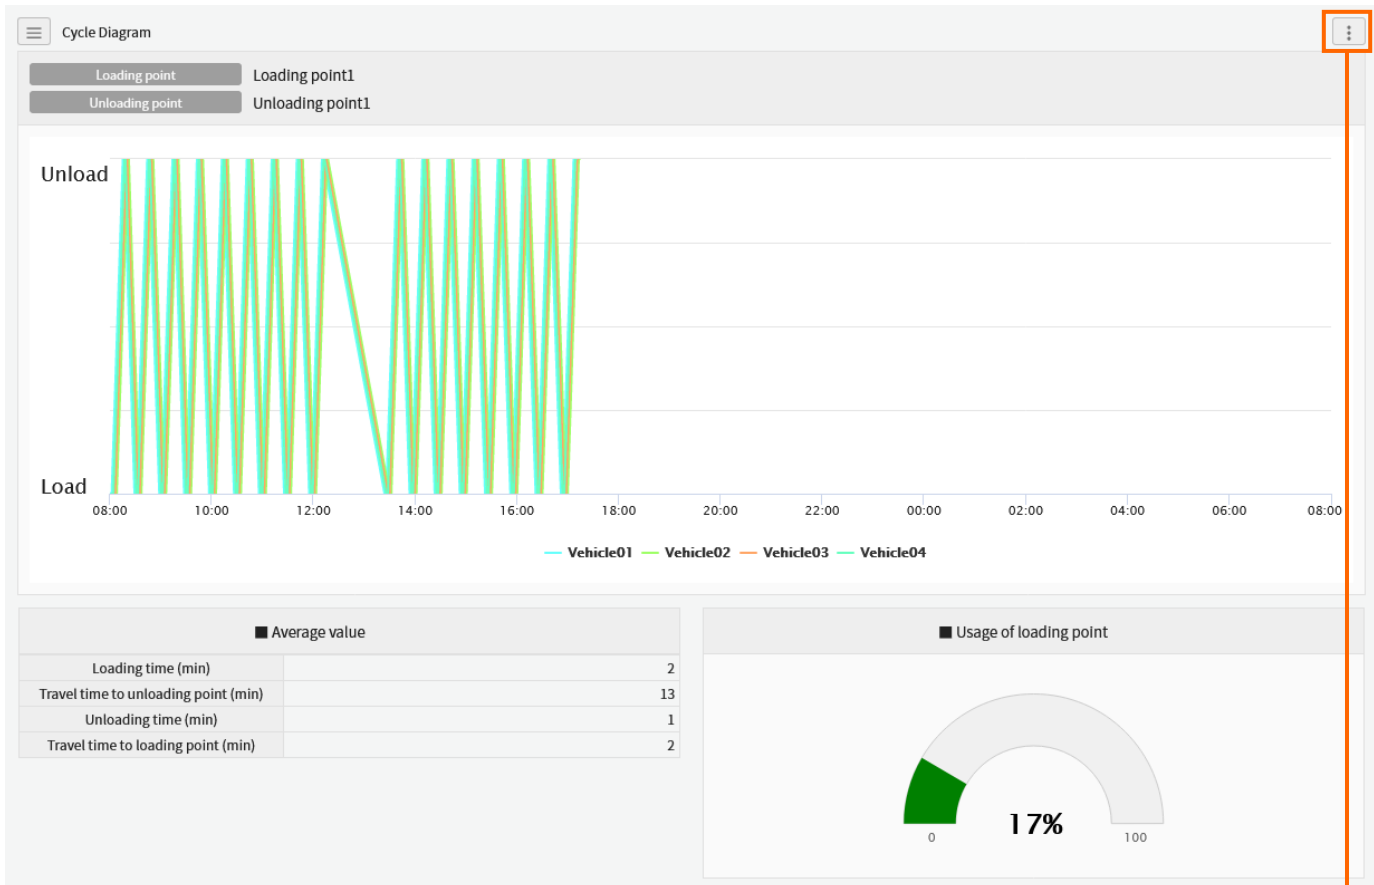 Cycle Diagram
Loading point Loading point1
Unloading point Unloading point1
Unload
Load
08:00 10:00 12:00 14:00 16:00 18:00 20:00 22:00 00:00 02:00 04:00 06:00 08:00
Vehicle01 Vehicle02 Vehicle03 Vehicle04
Average value
Loading time (min) 2
Travel time to unloading point (min) 13
Unloading time (min) 1
Travel time to loading point (min) 2
Usage of loading point
17%
0 100